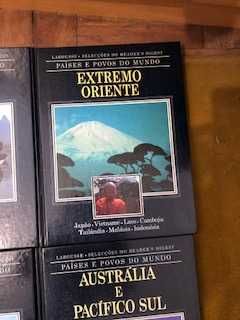 LAROUSSE - SELECÇÕES DO READER'S DIGEST
PAÍSES E POVOS DO MUNDO
EXTREMO
ORIENTE
Japão - Vietname - Laos - Camboja
Tailândia - Malásia - Indonésia
LAROUSSE - SELECÇÕES DO READER'S DIGEST
PAÍSES E POVOS DO MUNDO
AUSTRÁLIA
E
PACÍFICO SUL